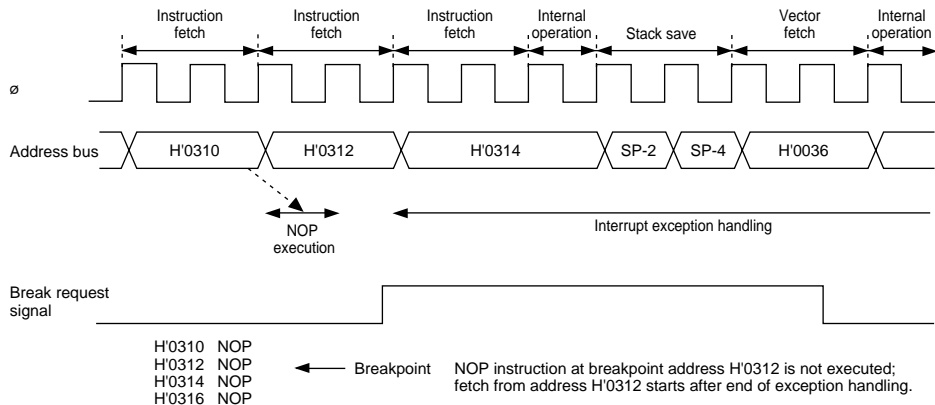 Instruction fetch
Instruction fetch
Instruction fetch
Internal operation
Stack save
Vector fetch
Internal operation
ø
Address bus
H'0310
H'0312
H'0314
SP-2
SP-4
H'0036
NOP execution
Interrupt exception handling
Break request signal
H'0310 NOP
H'0312 NOP
H'0314 NOP
H'0316 NOP
Breakpoint
NOP instruction at breakpoint address H'0312 is not executed;
fetch from address H'0312 starts after end of exception handling.